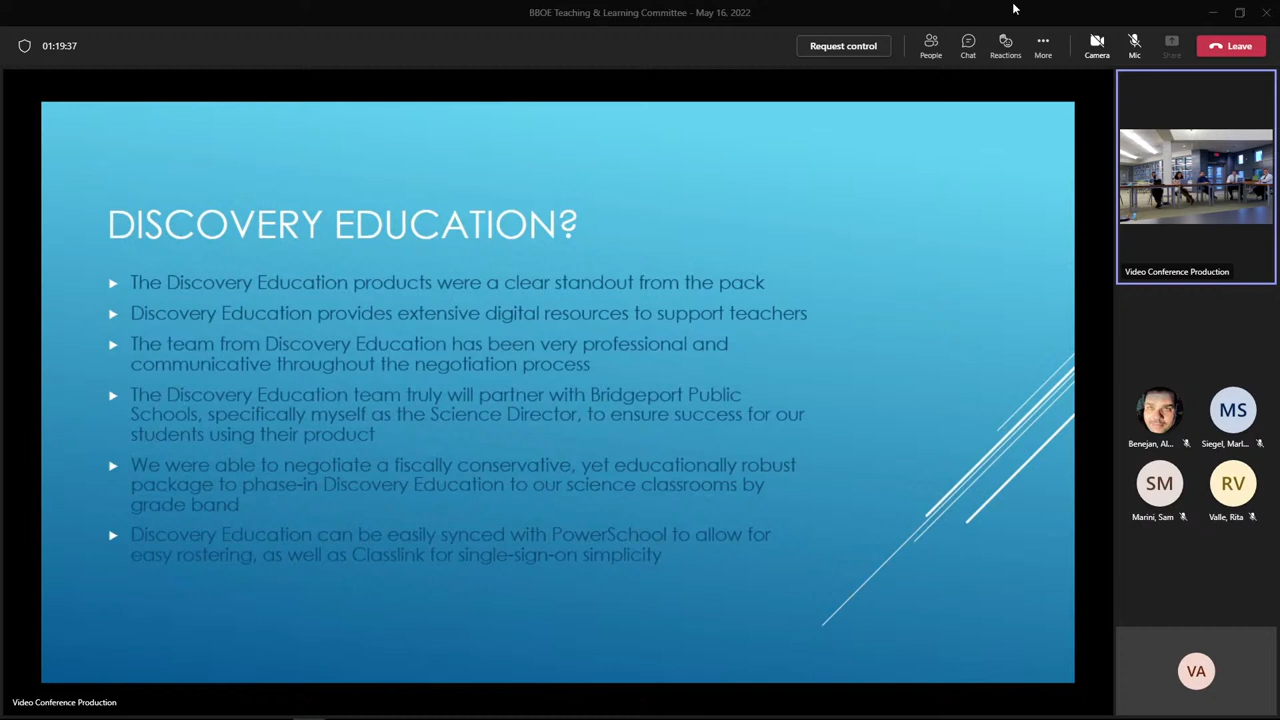 BBOE Teaching & Learning Committee - May 16, 2022
01:19:37
Request control
People
Chat
Reactions
More
Camera
Mic
Share
Leave
DISCOVERY EDUCATION?
The Discovery Education products were a clear standout from the pack
Discovery Education provides extensive digital resources to support teachers
The team from Discovery Education has been very professional and
communicative throughout the negotiation process
The Discovery Education team truly will partner with Bridgeport Public
Schools, specifically myself as the Science Director, to ensure success for our
students using their product
We were able to negotiate a fiscally conservative, yet educationally robust
package to phase-in Discovery Education to our science classrooms by
grade band
Discovery Education can be easily synced with PowerSchool to allow for
easy rostering, as well as Classlink for single-sign-on simplicity
Video Conference Production
Video Conference Production
Benejan, Al...
MS
Siegel, Marl...
SM
Marini, Sam
RV
Valle, Rita
VA